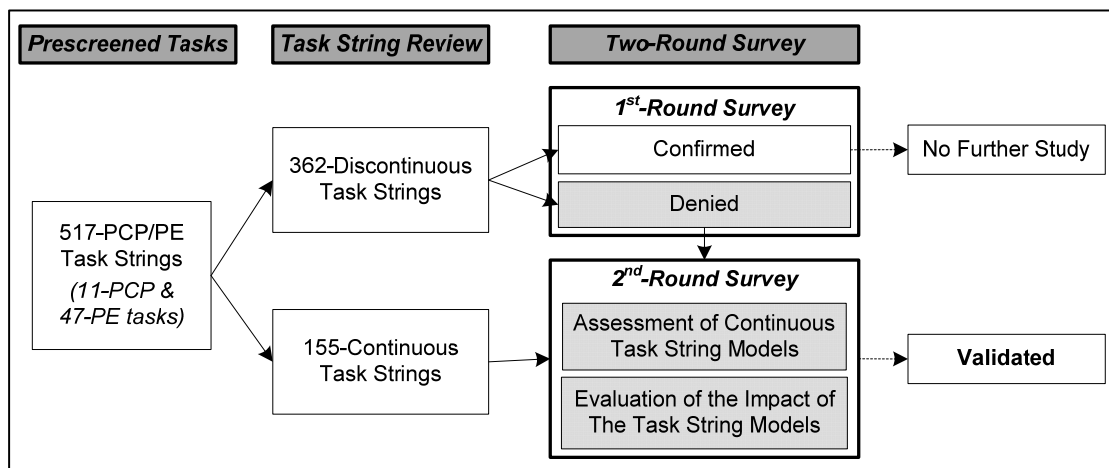 Prescreened Tasks
Task String Review
Two-Round Survey
517-PCP/PE
Task Strings
(11-PCP &
47-PE tasks)
362-Discontinuous
Task Strings
155-Continuous
Task Strings
1st-Round Survey
Confirmed
Denied
No Further Study
2nd-Round Survey
Assessment of Continuous
Task String Models
Evaluation of the Impact of
The Task String Models
Validated